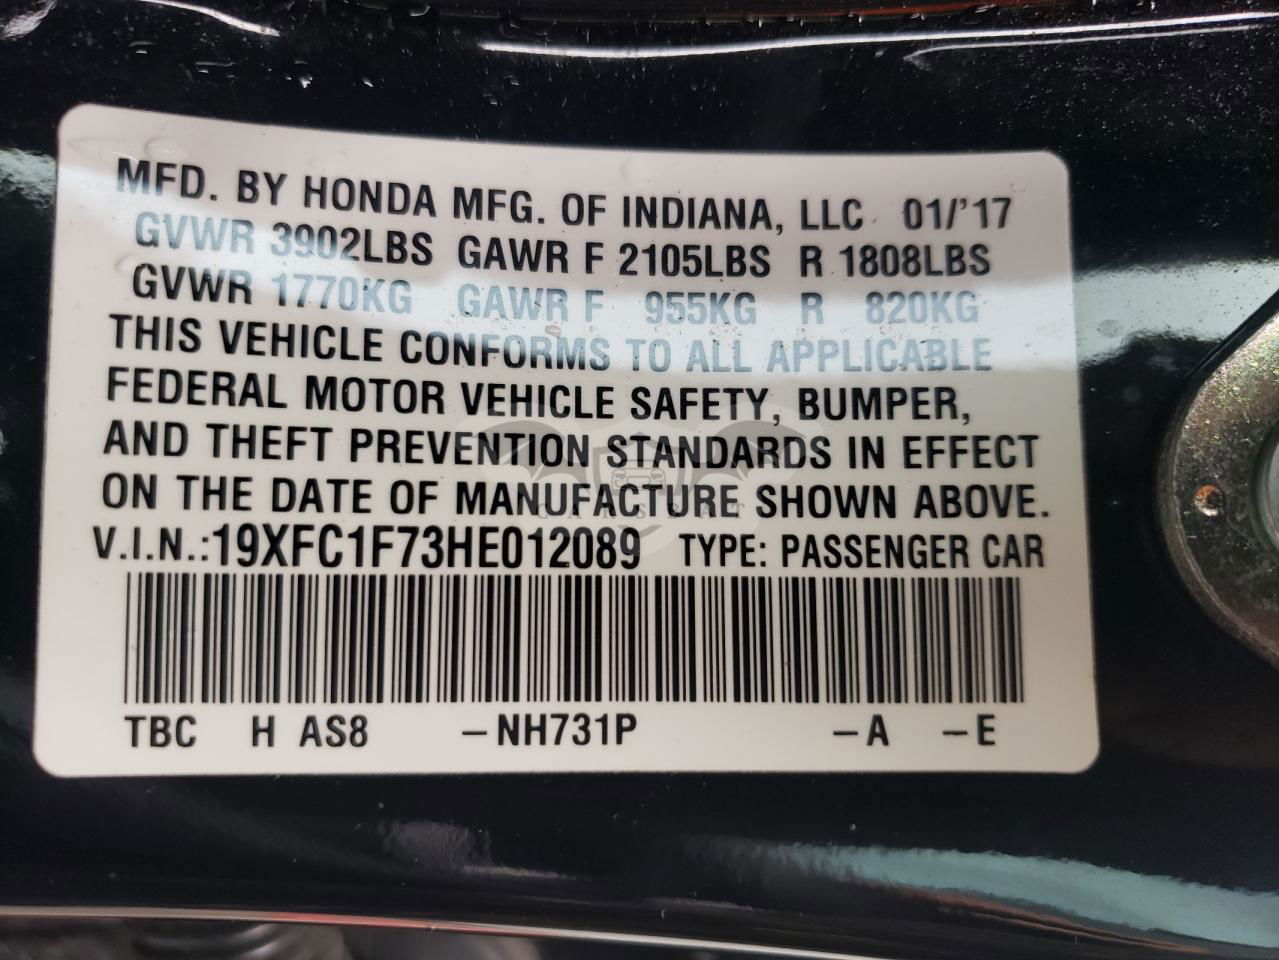 MFD. BY HONDA MFG. OF INDIANA, LLC 01/'17
GVWR 3902LBS GAWR F 2105LBS R 1808LBS
GVWR 1770KG GAWR F 955KG R 820KG
THIS VEHICLE CONFORMS TO ALL APPLICABLE
FEDERAL MOTOR VEHICLE SAFETY, BUMPER,
AND THEFT PREVENTION STANDARDS IN EFFECT
ON THE DATE OF MANUFACTURE SHOWN ABOVE.
V.I.N.:19XFC1F73HE012089 TYPE: PASSENGER CAR
TBC H AS8 -NH731P -A -E